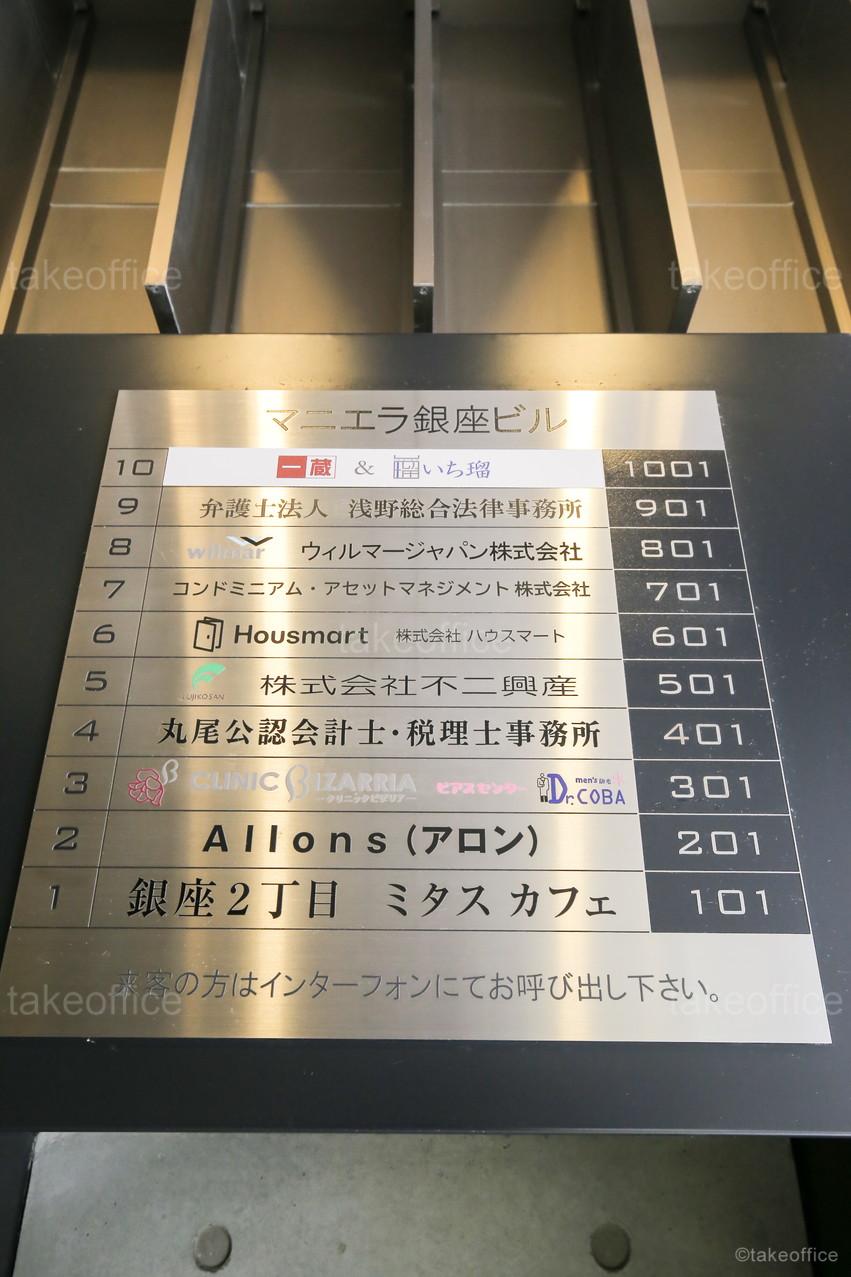 takeoffice takeoffice
マニエラ銀座ビル
10 一蔵 & 瑠 いち瑠 1001
9 弁護士法人 浅野総合法律事務所 901
8 wilmar ウィルマージャパン株式会社 801
7 コンドミニアム・アセットマネジメント 株式会社 701
6 Housmart 株式会社 ハウスマート 601
takeoffice
5 FUJIKOSAN 株式会社不二興産 501
4 丸尾公認会計士・税理士事務所 401
3 β CLINIC βIZARRIA ークリニックビザリアー ピアスセンター men's Dr.COBA 301
2 Allons (アロン) 201
1 銀座2丁目 ミタス カフェ 101
来客の方はインターフォンにてお呼び出し下さい。
takeoffice takeoffice
©takeoffice